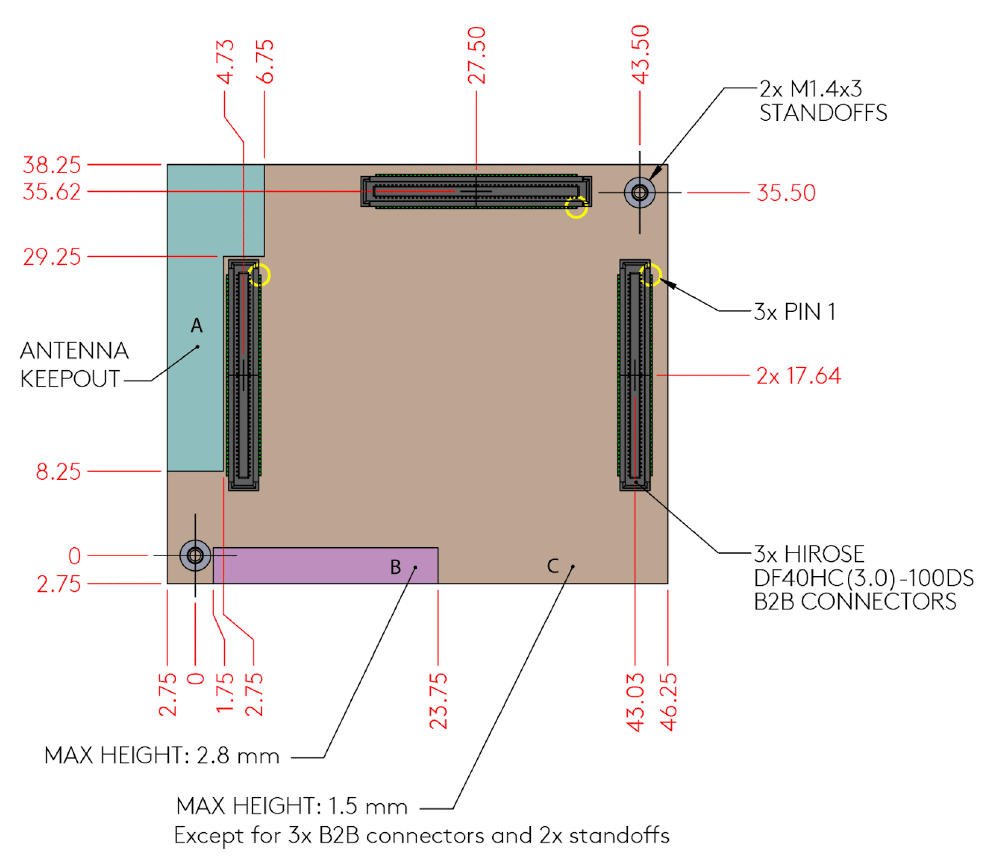 4.73
6.75
27.50
43.50
2x M1.4x3
STANDOFFS
38.25
35.62
35.50
29.25
A
3x PIN 1
ANTENNA
KEEPOUT
2x 17.64
8.25
0
B
C
3x HIROSE
DF40HC(3.0)-100DS
B2B CONNECTORS
2.75
2.75
0
1.75
2.75
23.75
43.03
46.25
MAX HEIGHT: 2.8 mm
MAX HEIGHT: 1.5 mm
Except for 3x B2B connectors and 2x standoffs